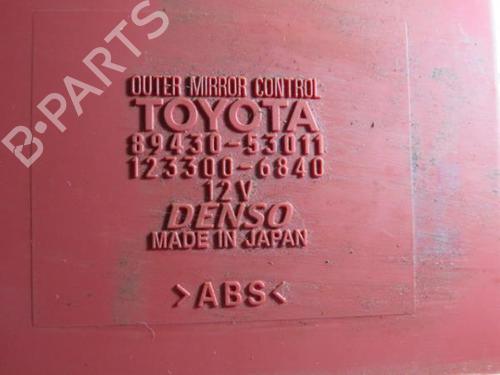 B-PARTS
OUTER MIRROR CONTROL
TOYOTA
89430-53011
123300-6840
12V
DENSO
MADE IN JAPAN
>ABS<